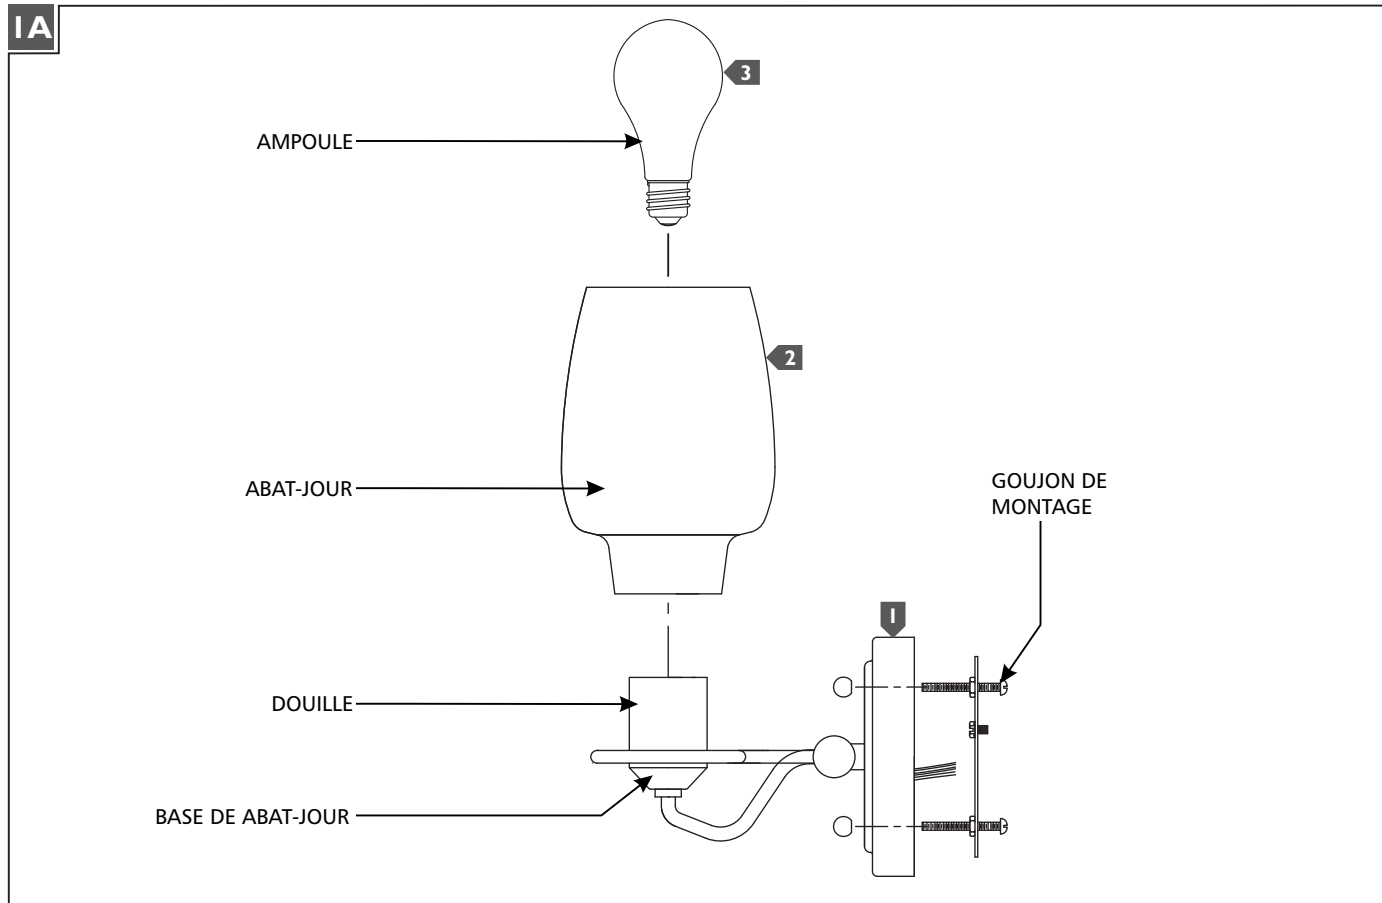 1A
3
AMPOULE
2
ABAT-JOUR
GOUJON DE
MONTAGE
1
DOUILLE
BASE DE ABAT-JOUR